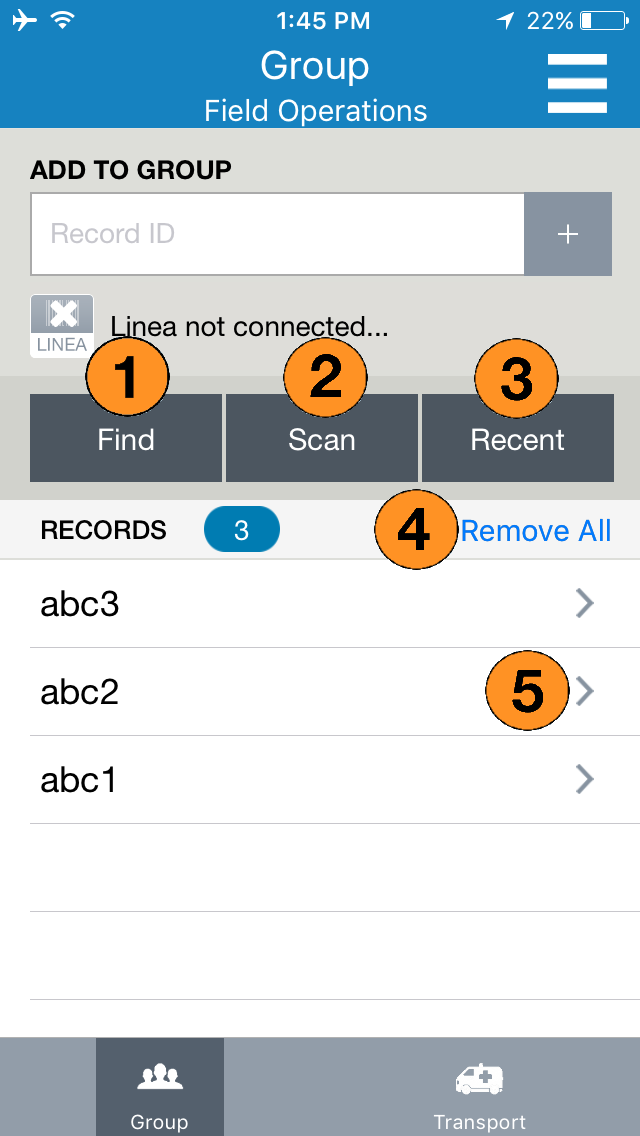 1:45 PM 22%
Group
Field Operations
ADD TO GROUP
Record ID +
LINEA Linea not connected...
1 2 3
Find Scan Recent
RECORDS 3 4 Remove All
abc3
abc2 5
abc1
Group Transport